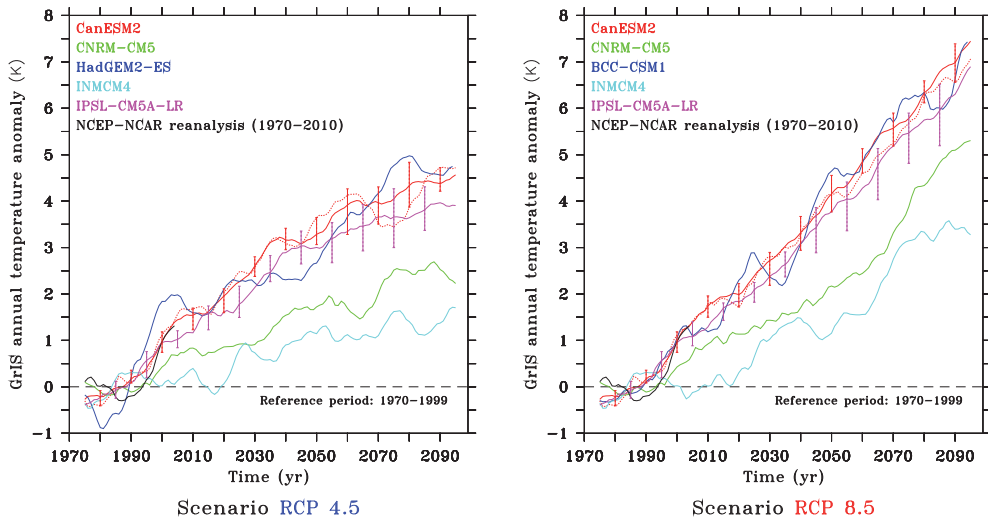 GrIS annual temperature anomaly (K)
8
7
6
5
4
3
2
1
0
−1
CanESM2
CNRM−CM5
HadGEM2−ES
INMCM4
IPSL−CM5A−LR
NCEP−NCAR reanalysis (1970−2010)
Reference period: 1970−1999
1970 1990 2010 2030 2050 2070 2090
Time (yr)
Scenario RCP 4.5
GrIS annual temperature anomaly (K)
8
7
6
5
4
3
2
1
0
−1
CanESM2
CNRM−CM5
BCC−CSM1
INMCM4
IPSL−CM5A−LR
NCEP−NCAR reanalysis (1970−2010)
Reference period: 1970−1999
1970 1990 2010 2030 2050 2070 2090
Time (yr)
Scenario RCP 8.5